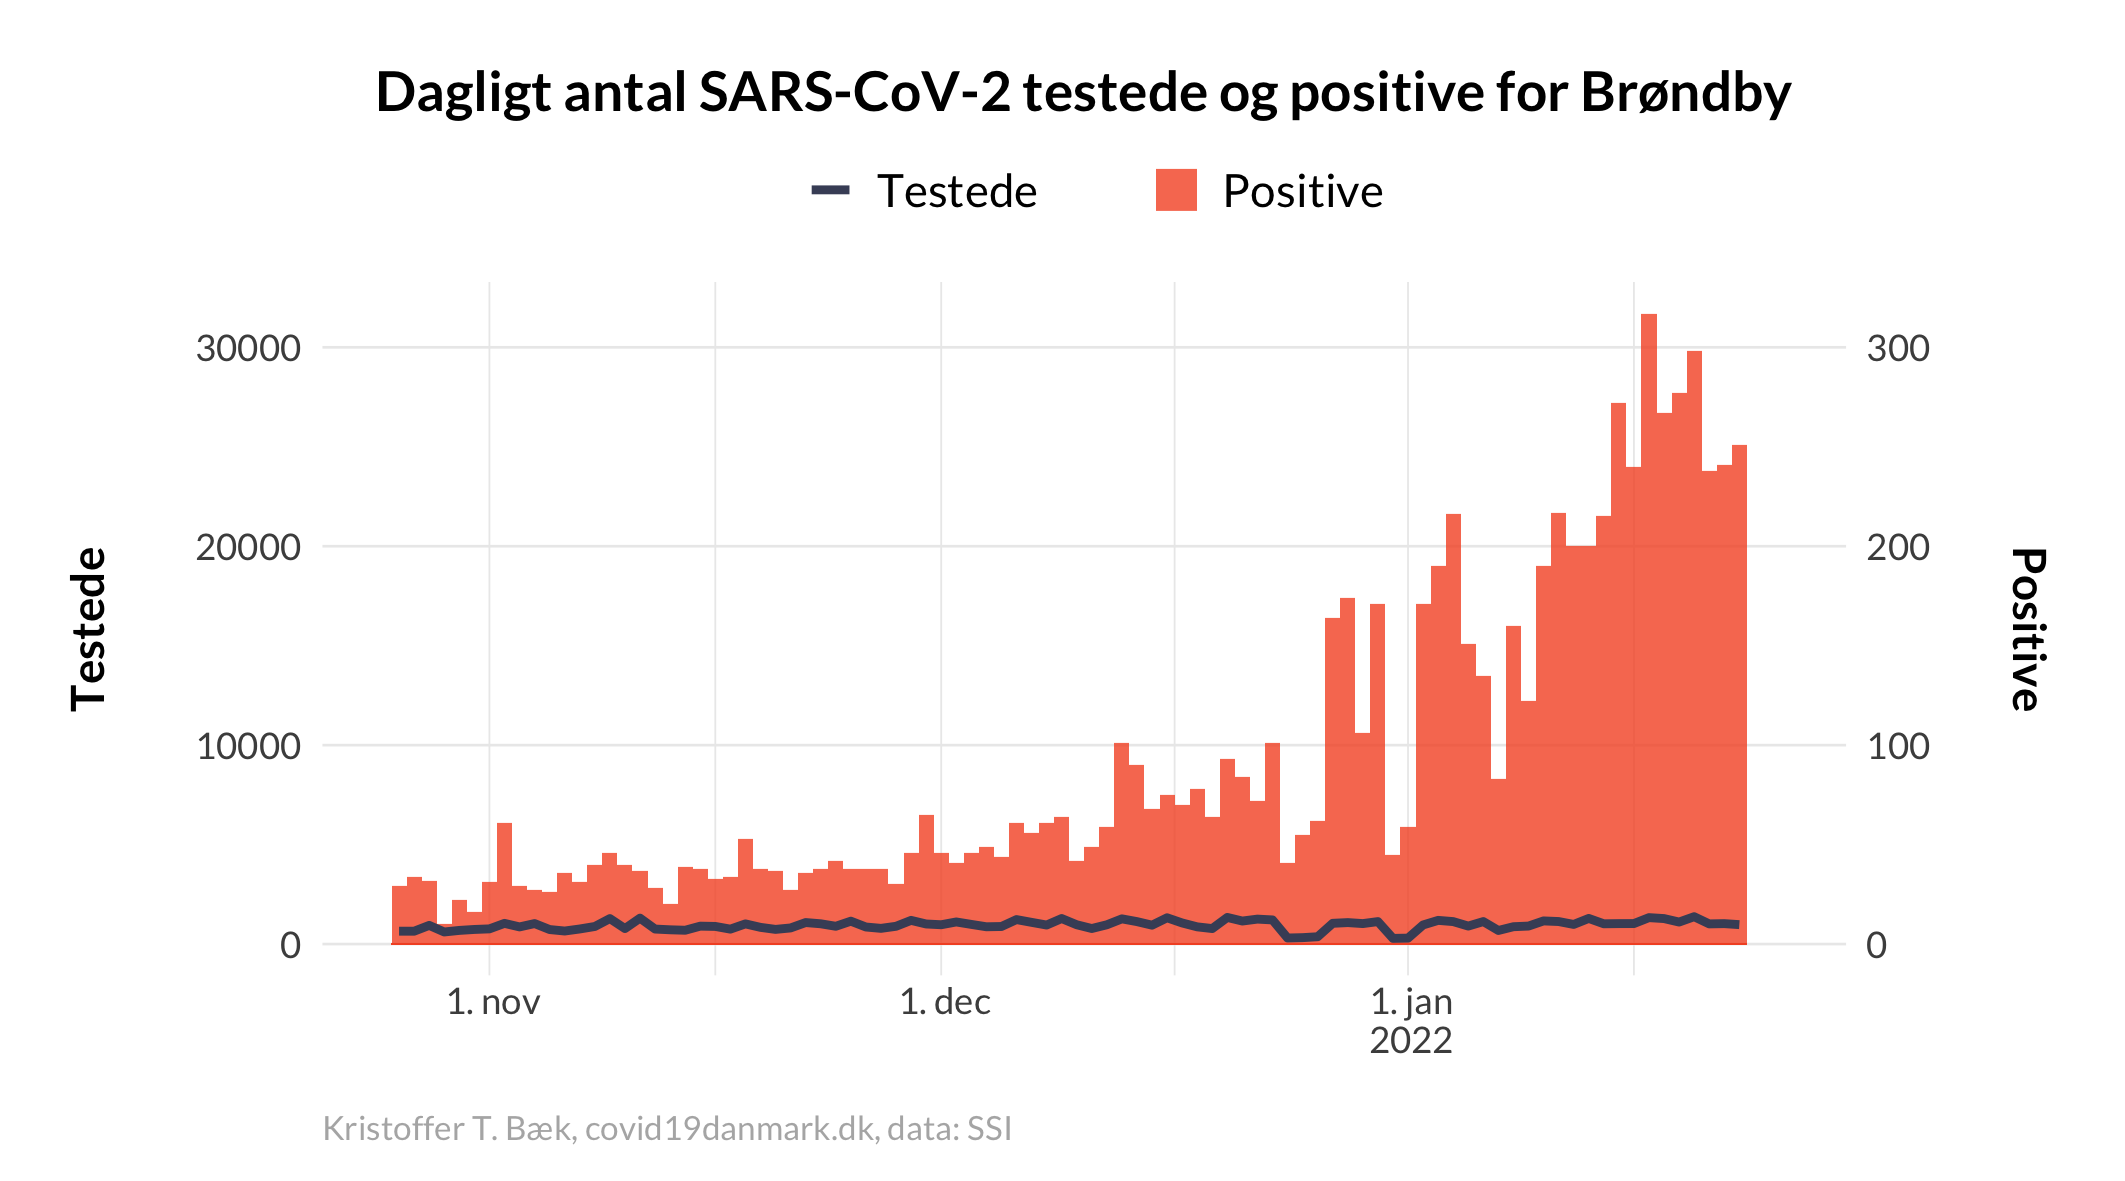 Dagligt antal SARS-CoV-2 testede og positive for Brøndby
Testede
Positive
30000
20000
10000
0
Testede
300
200
100
0
Positive
1. nov
1. dec
1. jan
2022
Kristoffer T. Bæk, covid19danmark.dk, data: SSI